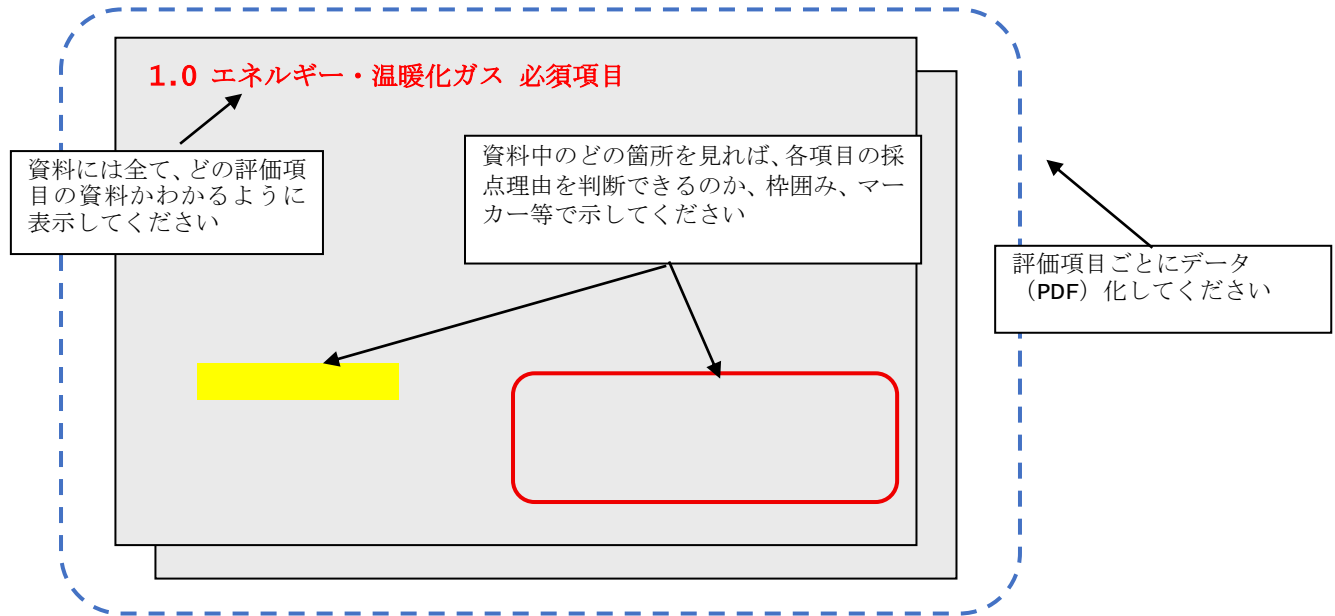 1.0 エネルギー・温暖化ガス 必須項目
資料には全て、どの評価項
目の資料かわかるように
表示してください
資料中のどの箇所を見れば、各項目の採
点理由を判断できるのか、枠囲み、マー
カー等で示してください
評価項目ごとにデータ
（PDF）化してください